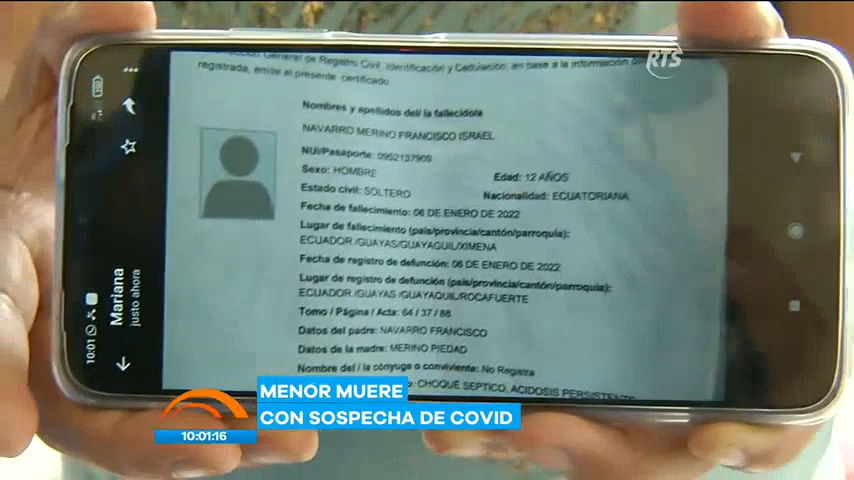 Dirección General de Registro Civil, Identificación y Cedulación, en base a la información
registrada, emite el presente certificado
Nombres y apellidos del/ la fallecido/a
NAVARRO MERINO FRANCISCO ISRAEL
NUI/Pasaporte: 0952137909
Sexo: HOMBRE Edad: 12 AÑOS
Estado civil: SOLTERO Nacionalidad: ECUATORIANA
Fecha de fallecimiento: 06 DE ENERO DE 2022
Lugar de fallecimiento (país/provincia/cantón/parroquia):
ECUADOR /GUAYAS/GUAYAQUIL/XIMENA
Fecha de registro de defunción: 06 DE ENERO DE 2022
Lugar de registro de defunción (país/provincia/cantón/parroquia):
ECUADOR /GUAYAS /GUAYAQUIL/ROCAFUERTE
Tomo / Página / Acta: 64 / 37 / 88
Datos del padre: NAVARRO FRANCISCO
Datos de la madre: MERINO PIEDAD
Nombre del / la cónyuge o conviviente: No Registra
CHOQUE SEPTICO, ACIDOSIS PERSISTENTE
Mariana
justo ahora
10:01
RTS
MENOR MUERE
CON SOSPECHA DE COVID
10:01:16